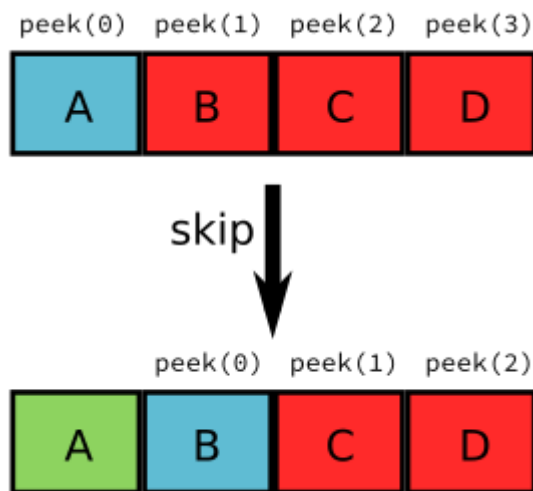 peek(0) peek(1) peek(2) peek(3)
A B C D
skip
peek(0) peek(1) peek(2)
A B C D